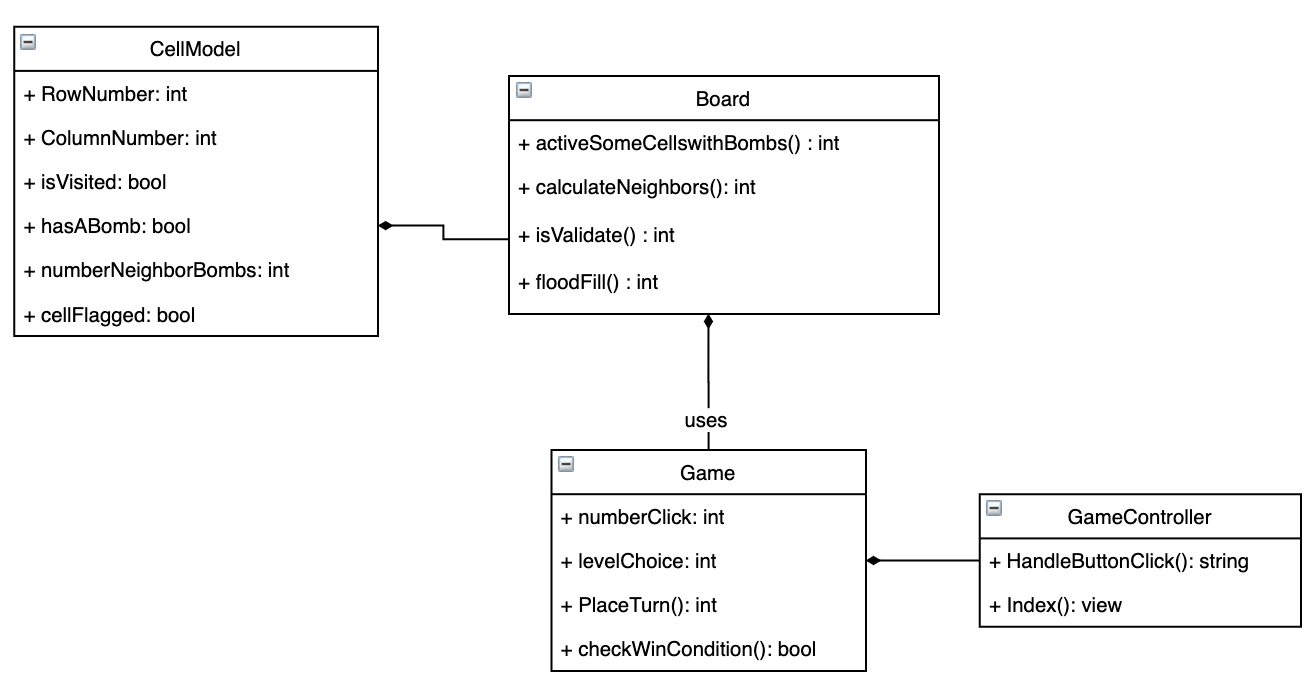 CellModel
+ RowNumber: int
+ ColumnNumber: int
+ isVisited: bool
+ hasABomb: bool
+ numberNeighborBombs: int
+ cellFlagged: bool
Board
+ activeSomeCellswithBombs() : int
+ calculateNeighbors(): int
+ isValidate() : int
+ floodFill() : int
uses
Game
+ numberClick: int
+ levelChoice: int
+ PlaceTurn(): int
+ checkWinCondition(): bool
GameController
+ HandleButtonClick(): string
+ Index(): view